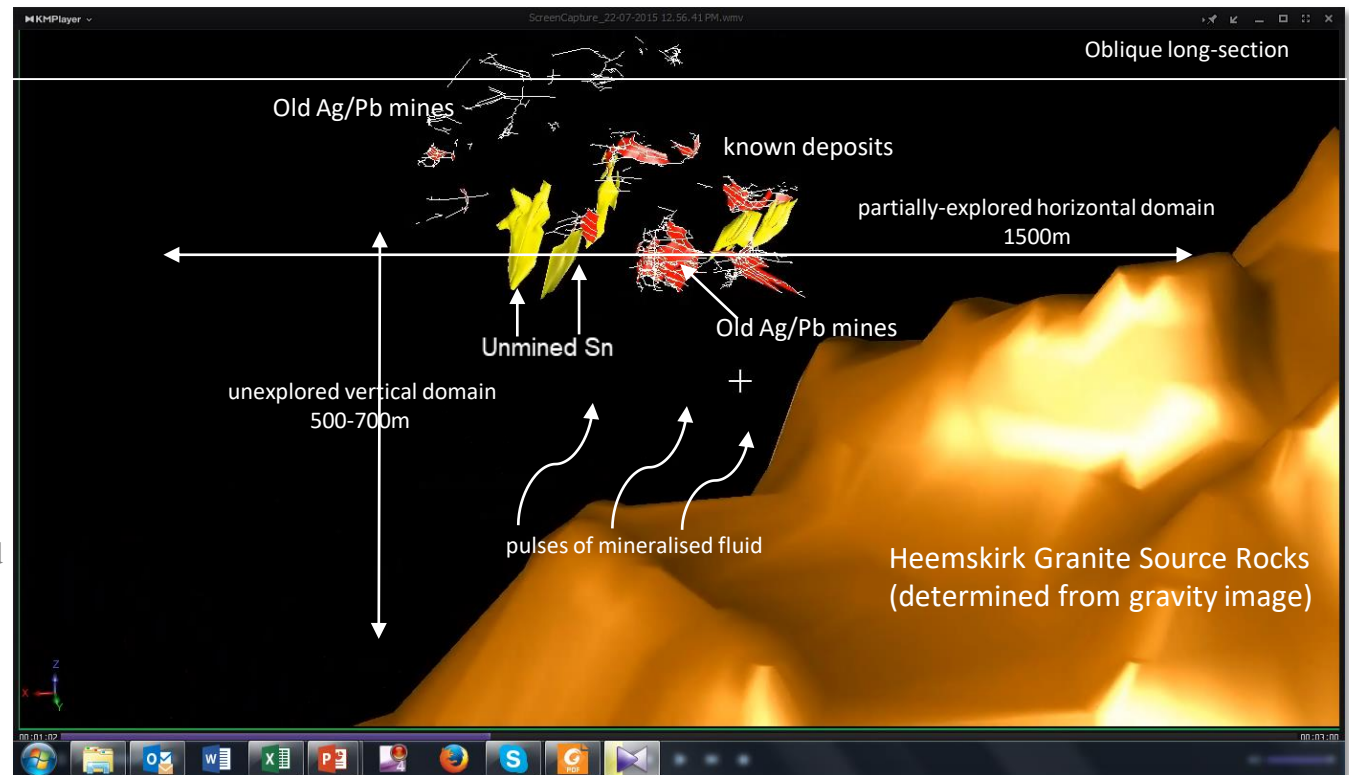 KMPlayer
ScreenCapture_22-07-2015 12.56.41 PM.wmv
Oblique long-section
Old Ag/Pb mines
known deposits
partially-explored horizontal domain
1500m
Old Ag/Pb mines
Unmined Sn
unexplored vertical domain
500-700m
pulses of mineralised fluid
Heemskirk Granite Source Rocks
(determined from gravity image)
Z
X
Y
00:01:02
00:03:00